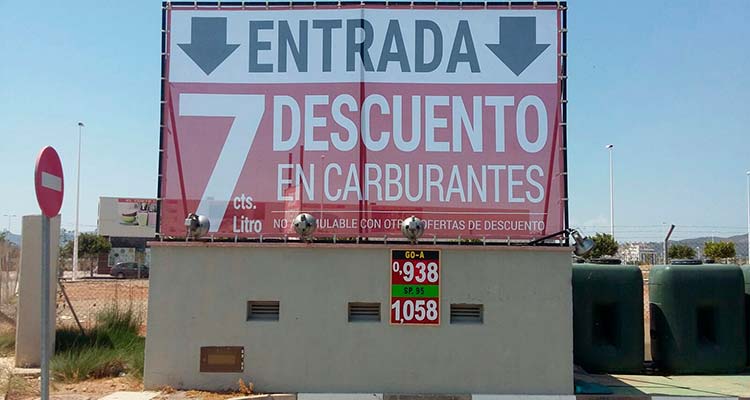 ENTRADA
7 DESCUENTO
EN CARBURANTES
cts.
Litro
NO ACUMULABLE CON OTRAS OFERTAS DE DESCUENTO
GO-A
0,938
SP.95
1,058